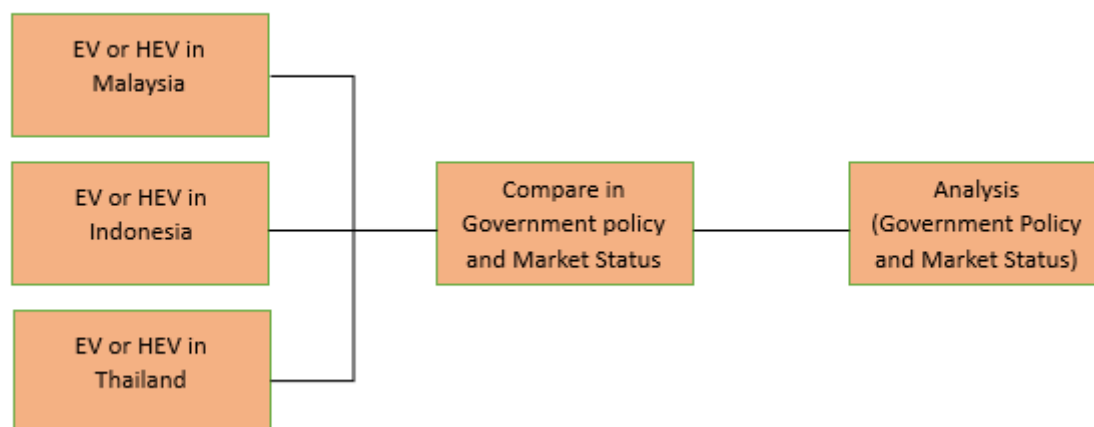 EV or HEV in
Malaysia
EV or HEV in
Indonesia
EV or HEV in
Thailand
Compare in
Government policy
and Market Status
Analysis
(Government Policy
and Market Status)